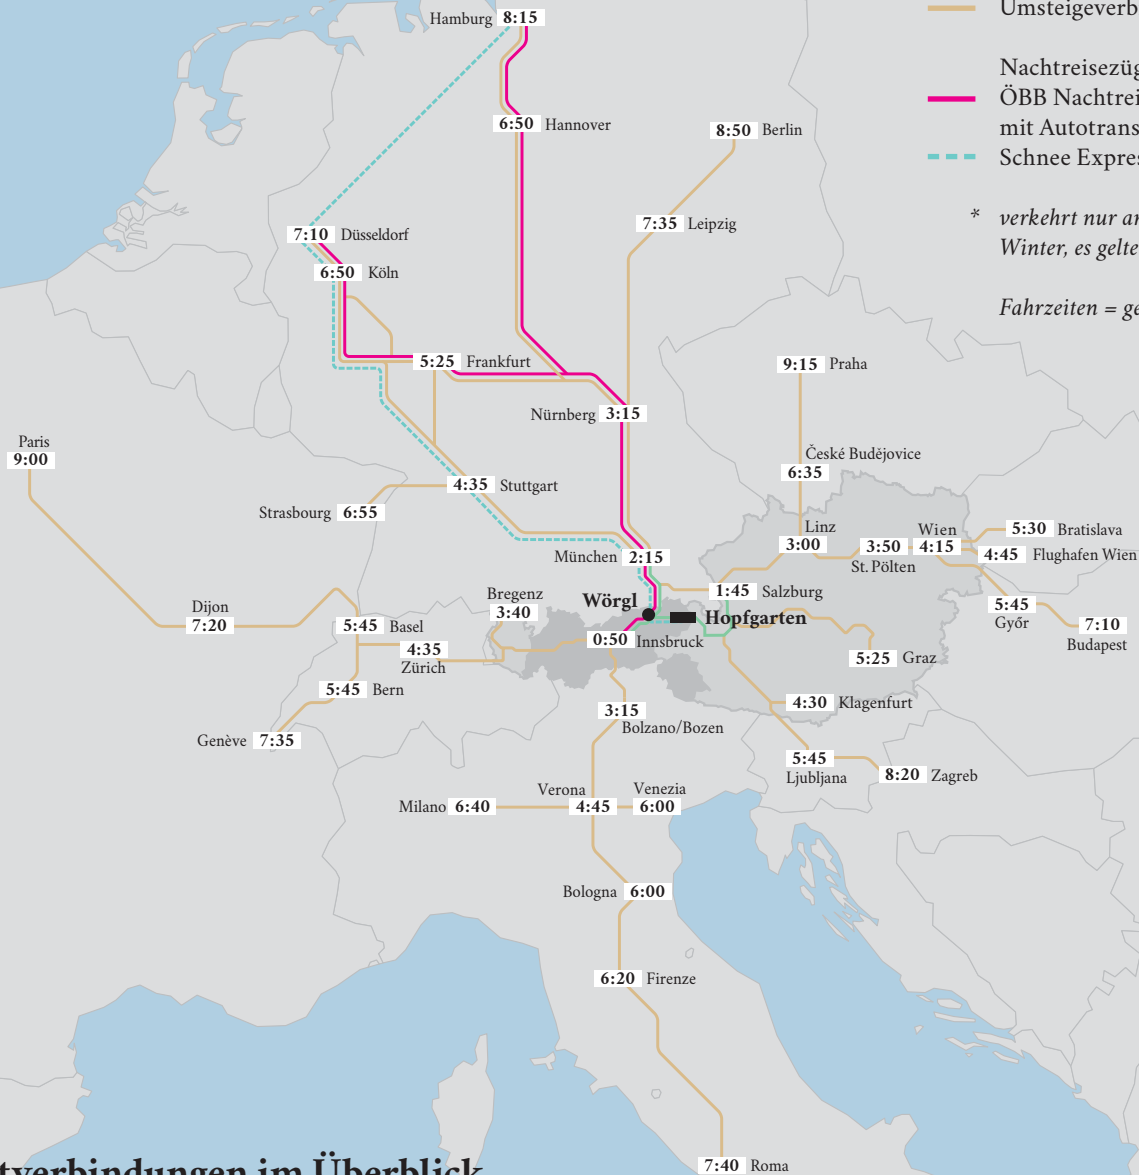 Hamburg 8:15
Umsteigeverb
Nachtreisezüg
ÖBB Nachtrei
mit Autotrans
Schnee Expres
* verkehrt nur an
Winter, es gelte
Fahrzeiten = ge
6:50 Hannover
8:50 Berlin
7:35 Leipzig
7:10 Düsseldorf
6:50 Köln
5:25 Frankfurt
9:15 Praha
Nürnberg 3:15
Paris
9:00
České Budějovice
6:35
4:35 Stuttgart
Strasbourg 6:55
Linz
3:00
3:50
St. Pölten
Wien
4:15
5:30 Bratislava
4:45 Flughafen Wien
München 2:15
1:45 Salzburg
Bregenz
3:40
Wörgl
Hopfgarten
0:50 Innsbruck
5:45
Győr
7:10
Budapest
Dijon
7:20
5:45 Basel
4:35
Zürich
5:25 Graz
5:45 Bern
4:30 Klagenfurt
3:15
Bolzano/Bozen
Genève 7:35
5:45
Ljubljana
8:20 Zagreb
Milano 6:40
Verona
4:45
Venezia
6:00
Bologna 6:00
6:20 Firenze
7:40 Roma
tverbindungen im Überblick